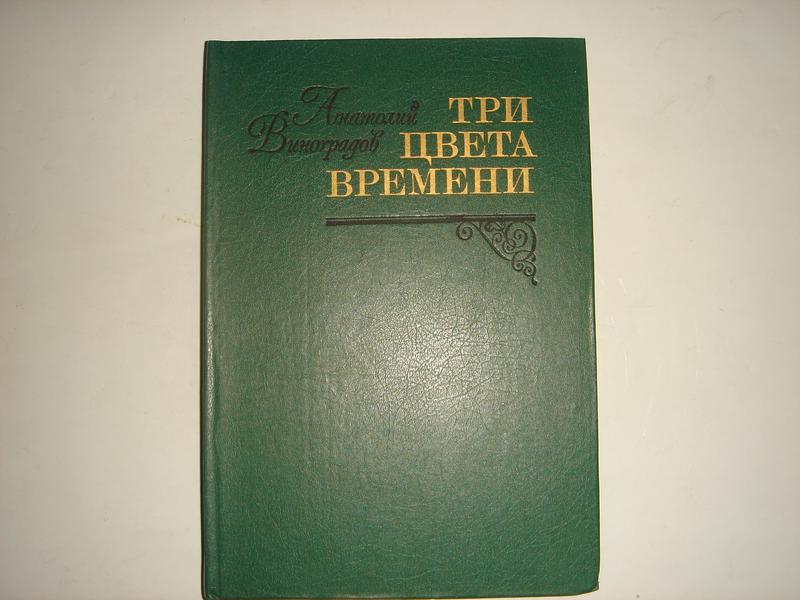 Анатолий
Виноградов
ТРИ
ЦВЕТА
ВРЕМЕНИ